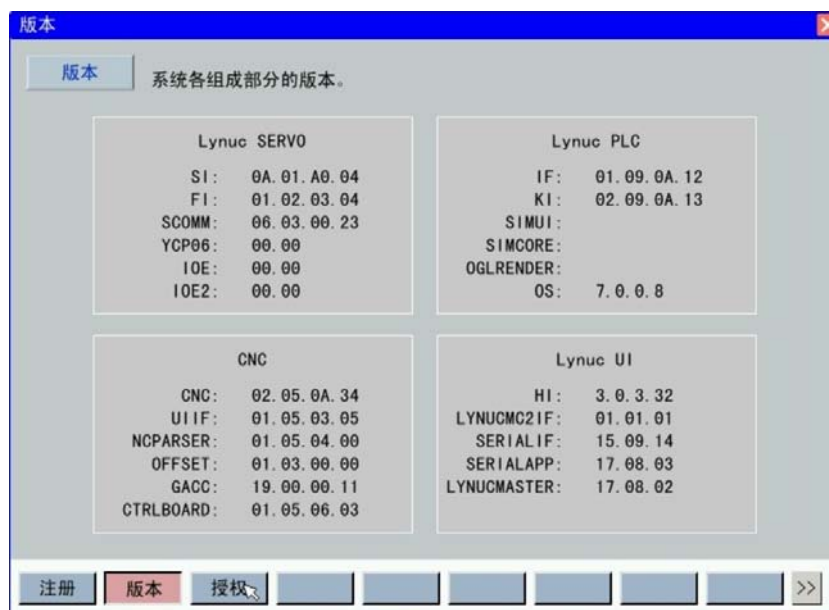 版本
版本 系统各组成部分的版本。
Lynuc SERVO
SI: 0A.01.A0.04
FI: 01.02.03.04
SCOMM: 06.03.00.23
YCP06: 00.00
IOE: 00.00
IOE2: 00.00
Lynuc PLC
IF: 01.09.0A.12
KI: 02.09.0A.13
SIMUI:
SIMCORE:
OGLRENDER:
OS: 7.0.0.8
CNC
CNC: 02.05.0A.34
UIIF: 01.05.03.05
NCPARSER: 01.05.04.00
OFFSET: 01.03.00.00
GACC: 19.00.00.11
CTRLBOARD: 01.05.06.03
Lynuc UI
HI: 3.0.3.32
LYNUCMC2IF: 01.01.01
SERIALIF: 15.09.14
SERIALAPP: 17.08.03
LYNUCMASTER: 17.08.02
注册 版本 授权 >>